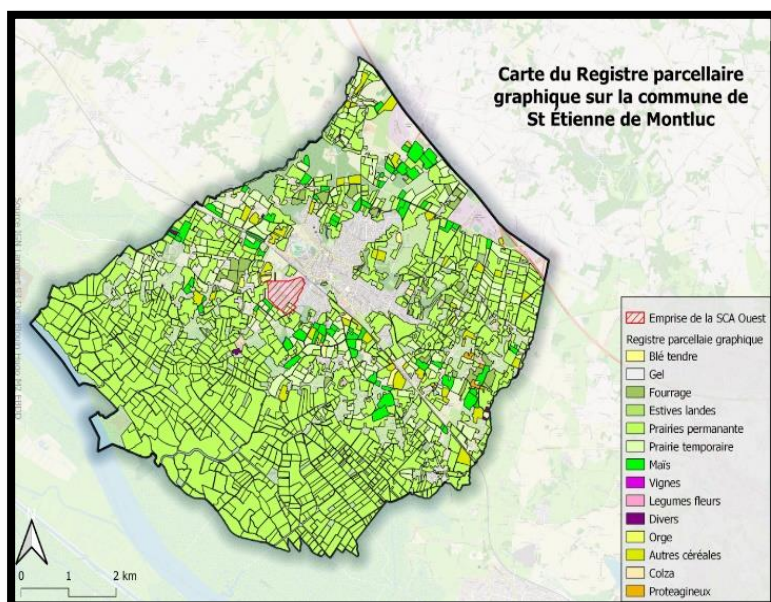 Carte du Registre parcellaire
graphique sur la commune de
St Étienne de Montluc
Emprise de la SCA Ouest
Registre parcellaie graphique
Blé tendre
Gel
Fourrage
Estives landes
Prairies permanante
Prairie temporaire
Maïs
Vignes
Legumes fleurs
Divers
Orge
Autres céréales
Colza
Proteagineux
0 1 2 km